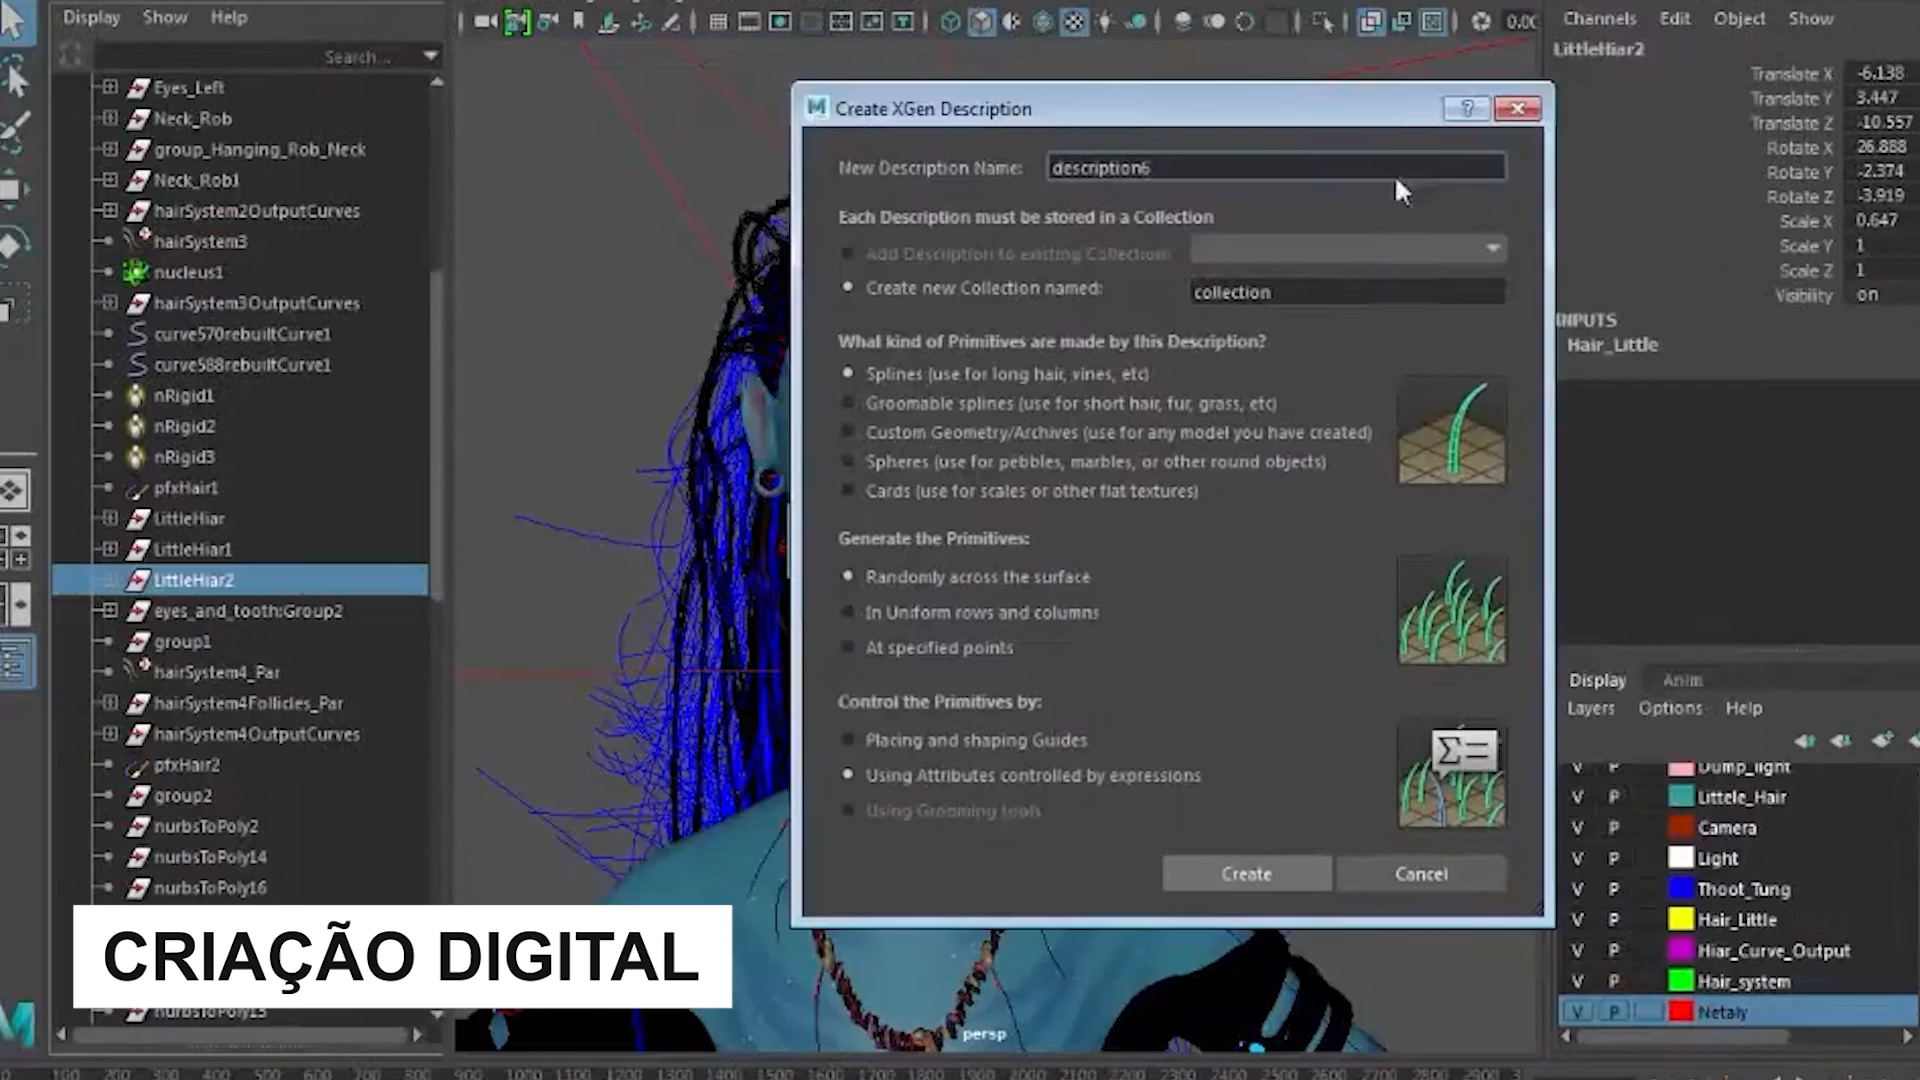 Display Show Help
Search...
Eyes_Left
Neck_Rob
group_Hanging_Rob_Neck
Neck_Rob1
hairSystem2OutputCurves
hairSystem3
nucleus1
hairSystem3OutputCurves
curve570rebuiltCurve1
curve588rebuiltCurve1
nRigid1
nRigid2
nRigid3
pfxHair1
LittleHiar
LittleHiar1
LittleHiar2
eyes_and_tooth:Group2
group1
hairSystem4_Par
hairSystem4Follicles_Par
hairSystem4OutputCurves
pfxHair2
group2
nurbsToPoly2
nurbsToPoly14
nurbsToPoly16
CRIAÇÃO DIGITAL
persp
Create XGen Description
New Description Name: description6
Each Description must be stored in a Collection
Add Description to existing Collection:
Create new Collection named: collection
What kind of Primitives are made by this Description?
Splines (use for long hair, vines, etc)
Groomable splines (use for short hair, fur, grass, etc)
Custom Geometry/Archives (use for any model you have created)
Spheres (use for pebbles, marbles, or other round objects)
Cards (use for scales or other flat textures)
Generate the Primitives:
Randomly across the surface
In Uniform rows and columns
At specified points
Control the Primitives by:
Placing and shaping Guides
Using Attributes controlled by expressions
Using Grooming tools
Create Cancel
Channels Edit Object Show
LittleHiar2
Translate X -6.138
Translate Y 3.447
Translate Z -10.557
Rotate X 26.888
Rotate Y -2.374
Rotate Z -3.919
Scale X 0.647
Scale Y 1
Scale Z 1
Visibility on
INPUTS
Hair_Little
Display Anim
Layers Options Help
V P Dump_light
V P Littele_Hair
V P Camera
V P Light
V P Thoot_Tung
V P Hair_Little
V P Hiar_Curve_Output
V P Hair_system
V P Netaly